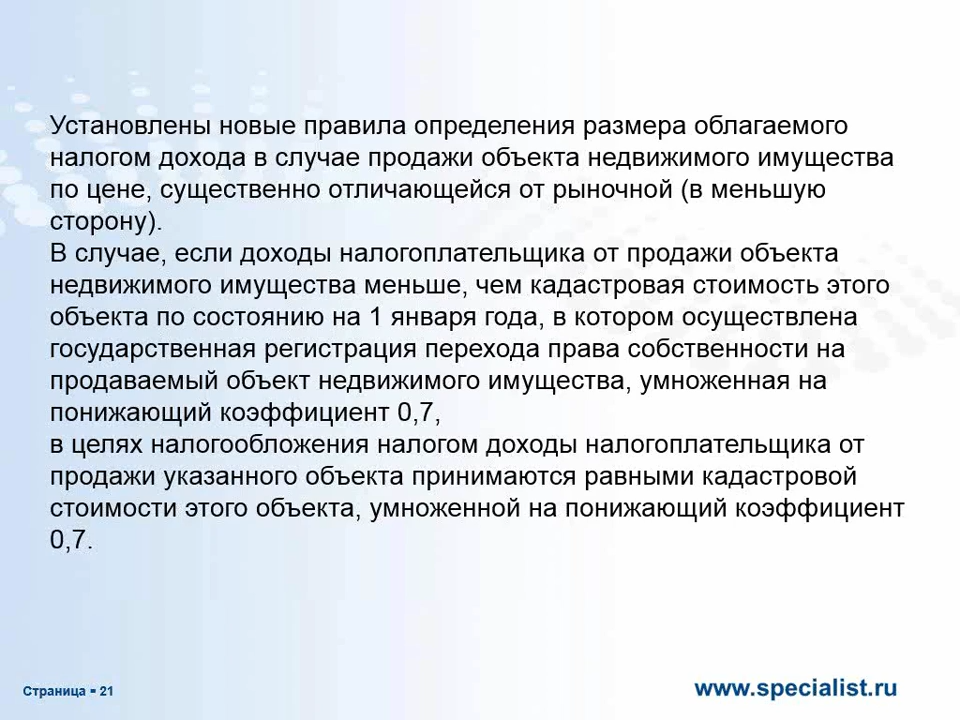 Установлены новые правила определения размера облагаемого
налогом дохода в случае продажи объекта недвижимого имущества
по цене, существенно отличающейся от рыночной (в меньшую
сторону).
В случае, если доходы налогоплательщика от продажи объекта
недвижимого имущества меньше, чем кадастровая стоимость этого
объекта по состоянию на 1 января года, в котором осуществлена
государственная регистрация перехода права собственности на
продаваемый объект недвижимого имущества, умноженная на
понижающий коэффициент 0,7,
в целях налогообложения налогом доходы налогоплательщика от
продажи указанного объекта принимаются равными кадастровой
стоимости этого объекта, умноженной на понижающий коэффициент
0,7.
Страница ▪ 21
www.specialist.ru